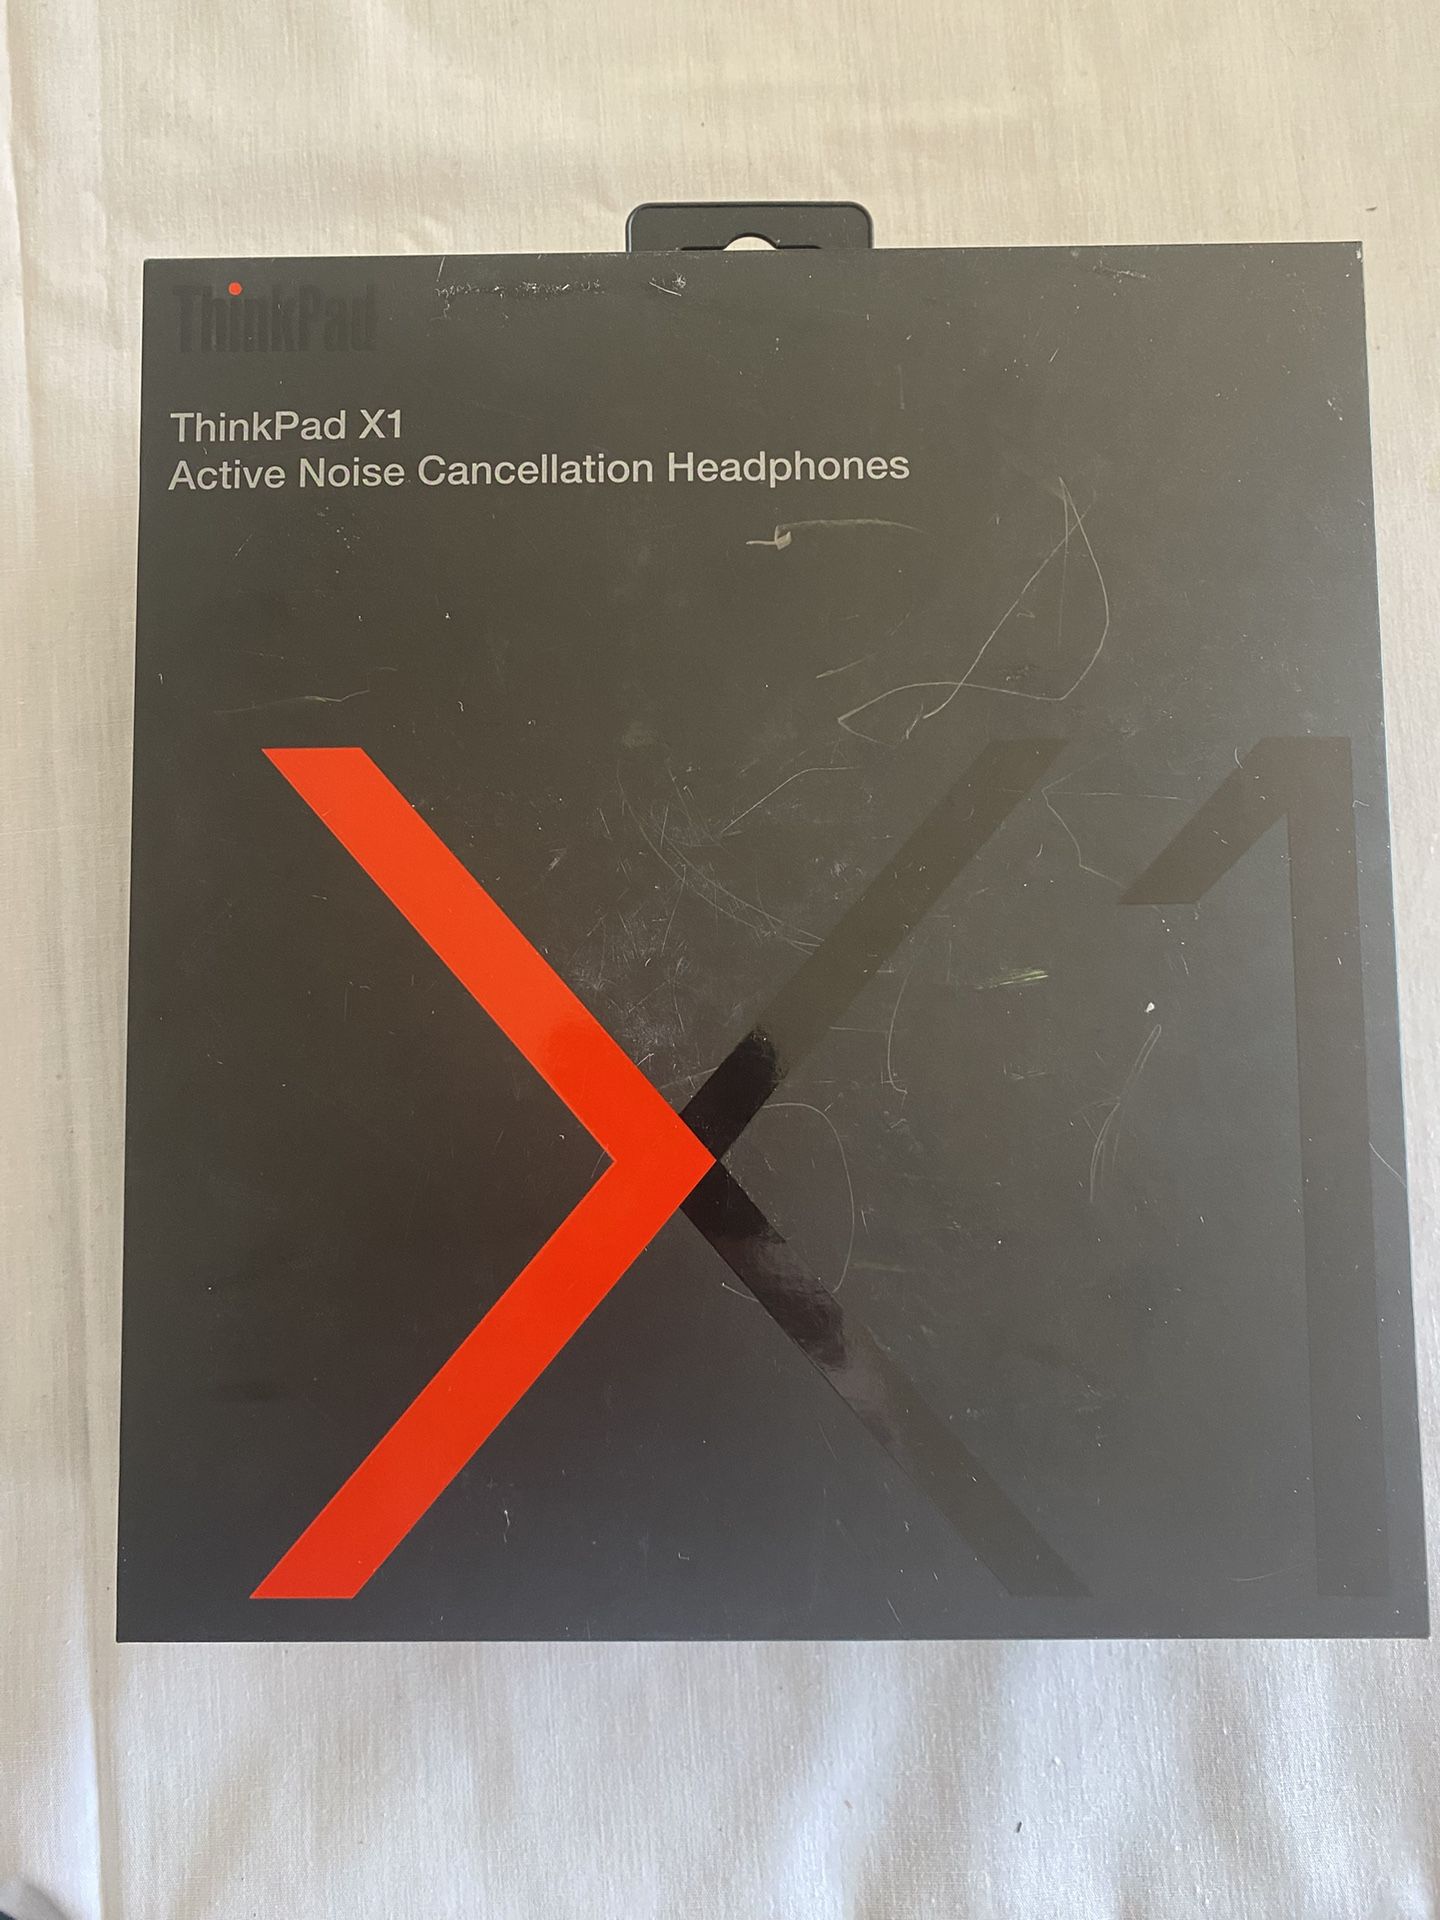 ThinkPad
ThinkPad X1
Active Noise Cancellation Headphones
X1